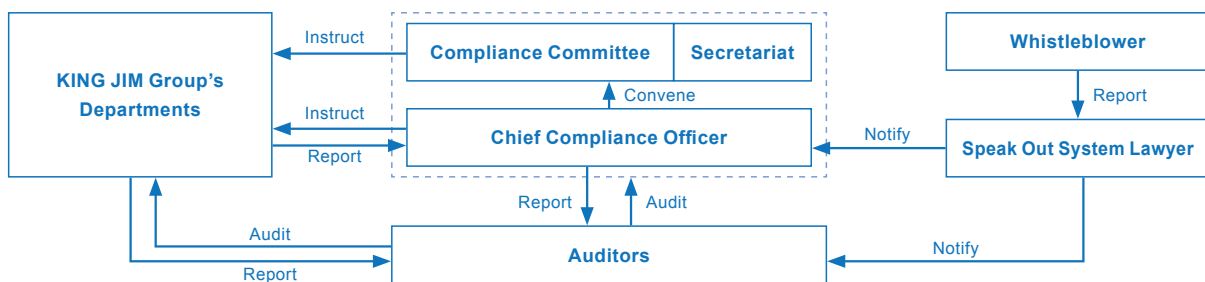 Instruct
Compliance Committee
Secretariat
Whistleblower
KING JIM Group’s
Departments
Convene
Report
Instruct
Chief Compliance Officer
Notify
Speak Out System Lawyer
Report
Report
Audit
Audit
Auditors
Notify
Report